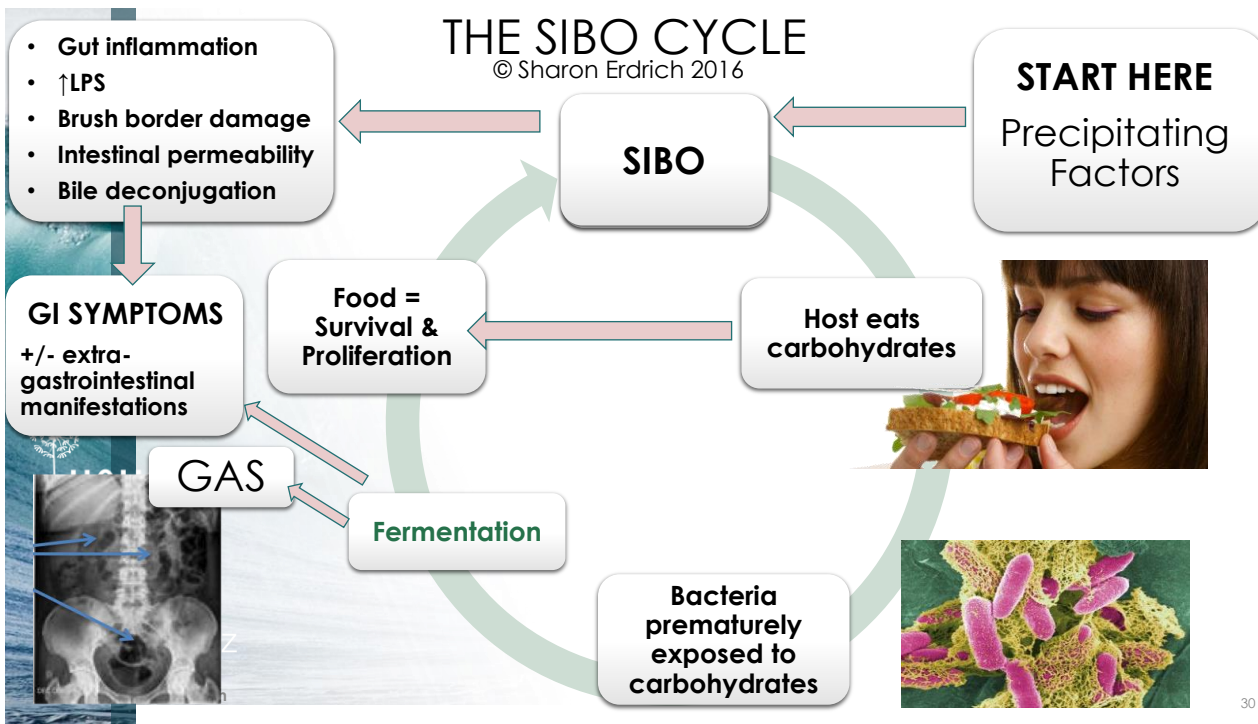 THE SIBO CYCLE
© Sharon Erdrich 2016
START HERE
Precipitating
Factors
SIBO
• Gut inflammation
• ↑LPS
• Brush border damage
• Intestinal permeability
• Bile deconjugation
GI SYMPTOMS
+/- extra-
gastrointestinal
manifestations
Food =
Survival &
Proliferation
Host eats
carbohydrates
GAS
Fermentation
Bacteria
prematurely
exposed to
carbohydrates
30